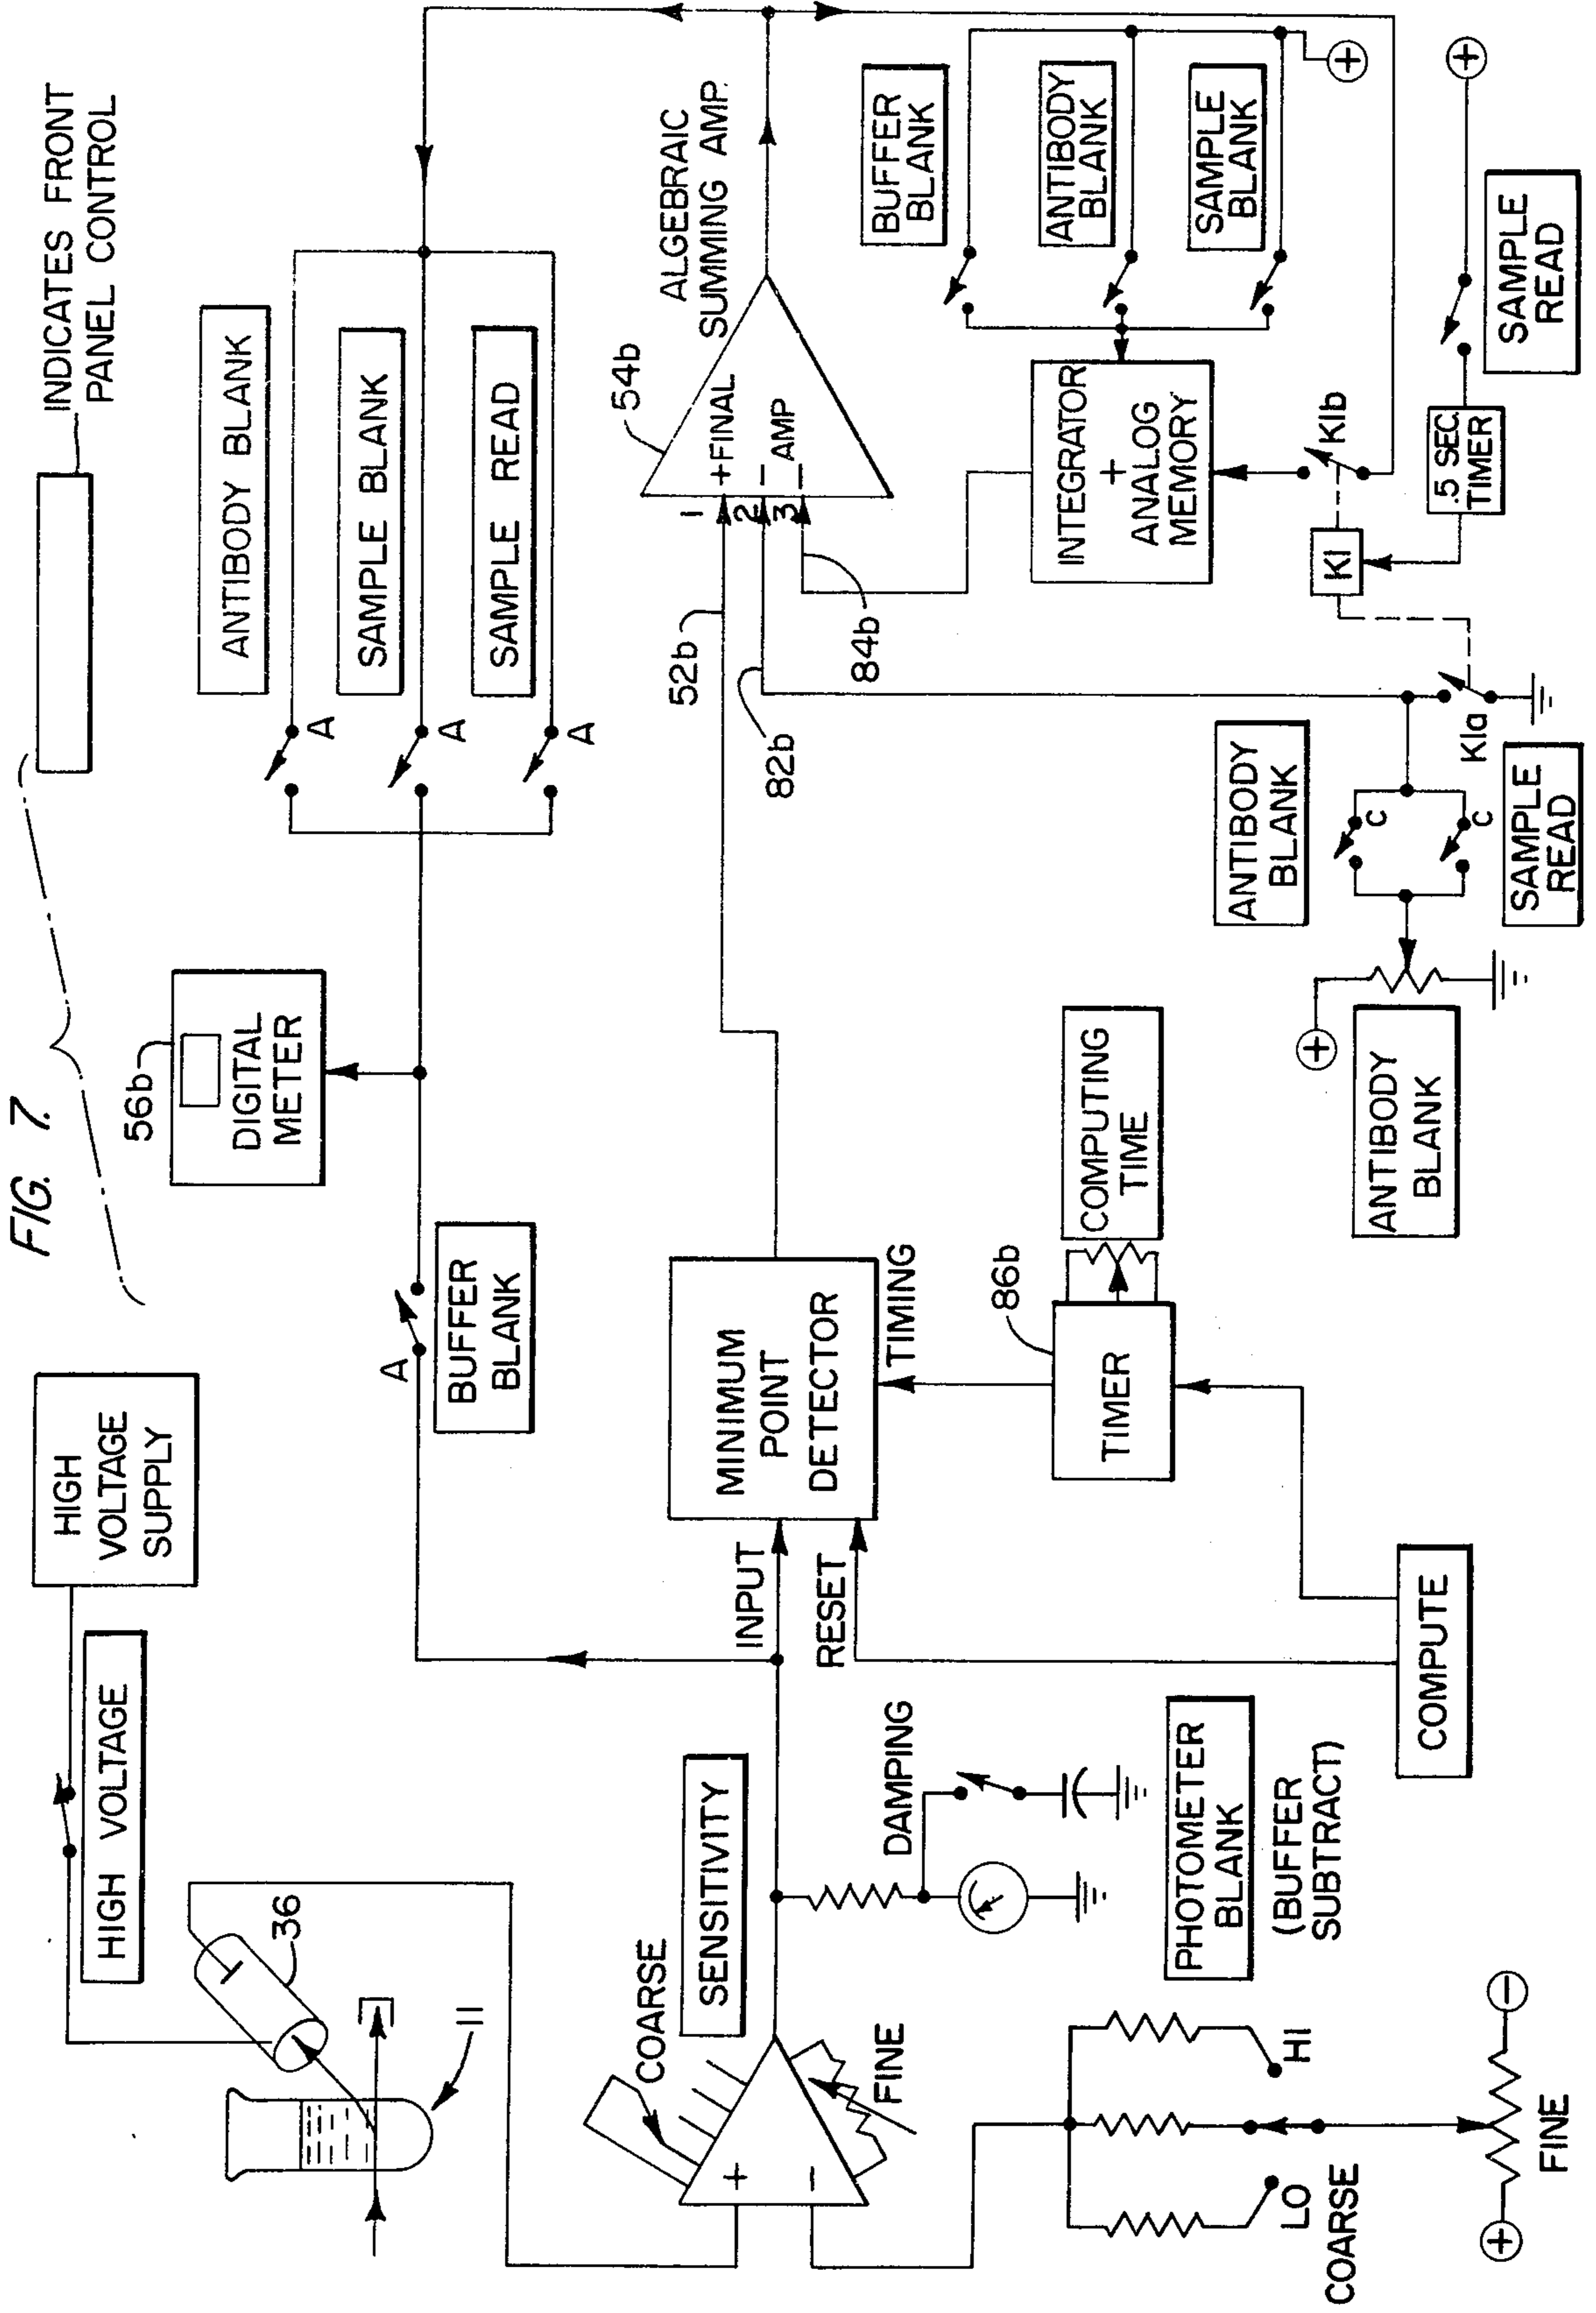 FIG. 7.
INDICATES FRONT
PANEL CONTROL
HIGH
VOLTAGE
SUPPLY
HIGH VOLTAGE
36
11
56b
DIGITAL
METER
A
BUFFER
BLANK
ANTIBODY BLANK
A
SAMPLE BLANK
A
SAMPLE READ
A
COARSE
SENSITIVITY
+
−
FINE
INPUT
RESET
MINIMUM
POINT
DETECTOR
TIMING
52b
82b
84b
54b
ALGEBRAIC
SUMMING AMP.
1
2
3
+ FINAL
− AMP
−
DAMPING
PHOTOMETER
BLANK
(BUFFER
SUBTRACT)
LO
HI
COARSE
+
−
FINE
COMPUTE
86b
TIMER
COMPUTING
TIME
ANTIBODY
BLANK
+
ANTIBODY
BLANK
C
C
SAMPLE
READ
K1a
K1
K1b
INTEGRATOR
+
ANALOG
MEMORY
BUFFER
BLANK
ANTIBODY
BLANK
SAMPLE
BLANK
+
.5 SEC.
TIMER
SAMPLE
READ
+